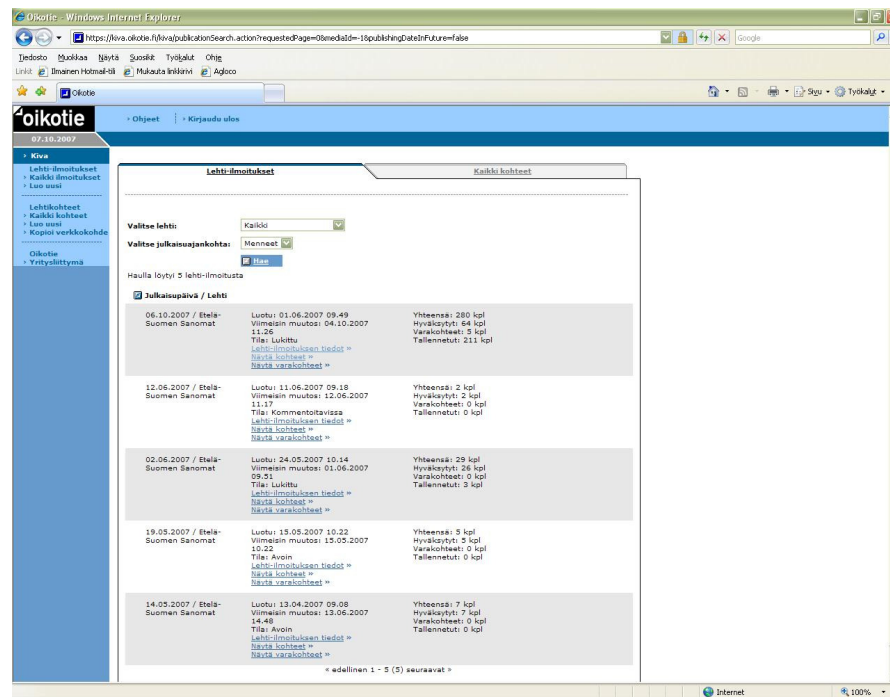 Oikotie - Windows Internet Explorer
https://kiva.oikotie.fi/kiva/publicationSearch.action?requestedPage=0&mediaId=-1&publishingDateInFuture=false
Google
Tiedosto Muokkaa Näytä Suosikit Työkalut Ohje
Linkit Ilmainen Hotmail-tili Mukauta linkkirivi Agloco
Oikotie
Sivu Työkalut
oikotie
› Ohjeet › Kirjaudu ulos
07.10.2007
› Kiva
Lehti-ilmoitukset
› Kaikki ilmoitukset
› Luo uusi
Lehtikohteet
› Kaikki kohteet
› Luo uusi
› Kopioi verkkokohde
Oikotie
› Yritysliittymä
Lehti-ilmoitukset
Kaikki kohteet
Valitse lehti: Kaikki
Valitse julkaisuajankohta: Menneet
Hae
Haulla löytyi 5 lehti-ilmoitusta
Julkaisupäivä / Lehti
06.10.2007 / Etelä-
Suomen Sanomat
Luotu: 01.06.2007 09.49
Viimeisin muutos: 04.10.2007
11.26
Tila: Lukittu
Lehti-ilmoituksen tiedot »
Näytä kohteet »
Näytä varakohteet »
Yhteensä: 280 kpl
Hyväksytyt: 64 kpl
Varakohteet: 5 kpl
Tallennetut: 211 kpl
12.06.2007 / Etelä-
Suomen Sanomat
Luotu: 11.06.2007 09.18
Viimeisin muutos: 12.06.2007
11.17
Tila: Kommentoitavissa
Lehti-ilmoituksen tiedot »
Näytä kohteet »
Näytä varakohteet »
Yhteensä: 2 kpl
Hyväksytyt: 2 kpl
Varakohteet: 0 kpl
Tallennetut: 0 kpl
02.06.2007 / Etelä-
Suomen Sanomat
Luotu: 24.05.2007 10.14
Viimeisin muutos: 01.06.2007
09.51
Tila: Lukittu
Lehti-ilmoituksen tiedot »
Näytä kohteet »
Näytä varakohteet »
Yhteensä: 29 kpl
Hyväksytyt: 26 kpl
Varakohteet: 0 kpl
Tallennetut: 3 kpl
19.05.2007 / Etelä-
Suomen Sanomat
Luotu: 15.05.2007 10.22
Viimeisin muutos: 15.05.2007
10.22
Tila: Avoin
Lehti-ilmoituksen tiedot »
Näytä kohteet »
Näytä varakohteet »
Yhteensä: 5 kpl
Hyväksytyt: 5 kpl
Varakohteet: 0 kpl
Tallennetut: 0 kpl
14.05.2007 / Etelä-
Suomen Sanomat
Luotu: 13.04.2007 09.08
Viimeisin muutos: 13.06.2007
14.48
Tila: Avoin
Lehti-ilmoituksen tiedot »
Näytä kohteet »
Näytä varakohteet »
Yhteensä: 7 kpl
Hyväksytyt: 7 kpl
Varakohteet: 0 kpl
Tallennetut: 0 kpl
« edellinen 1 - 5 (5) seuraavat »
Internet 100%